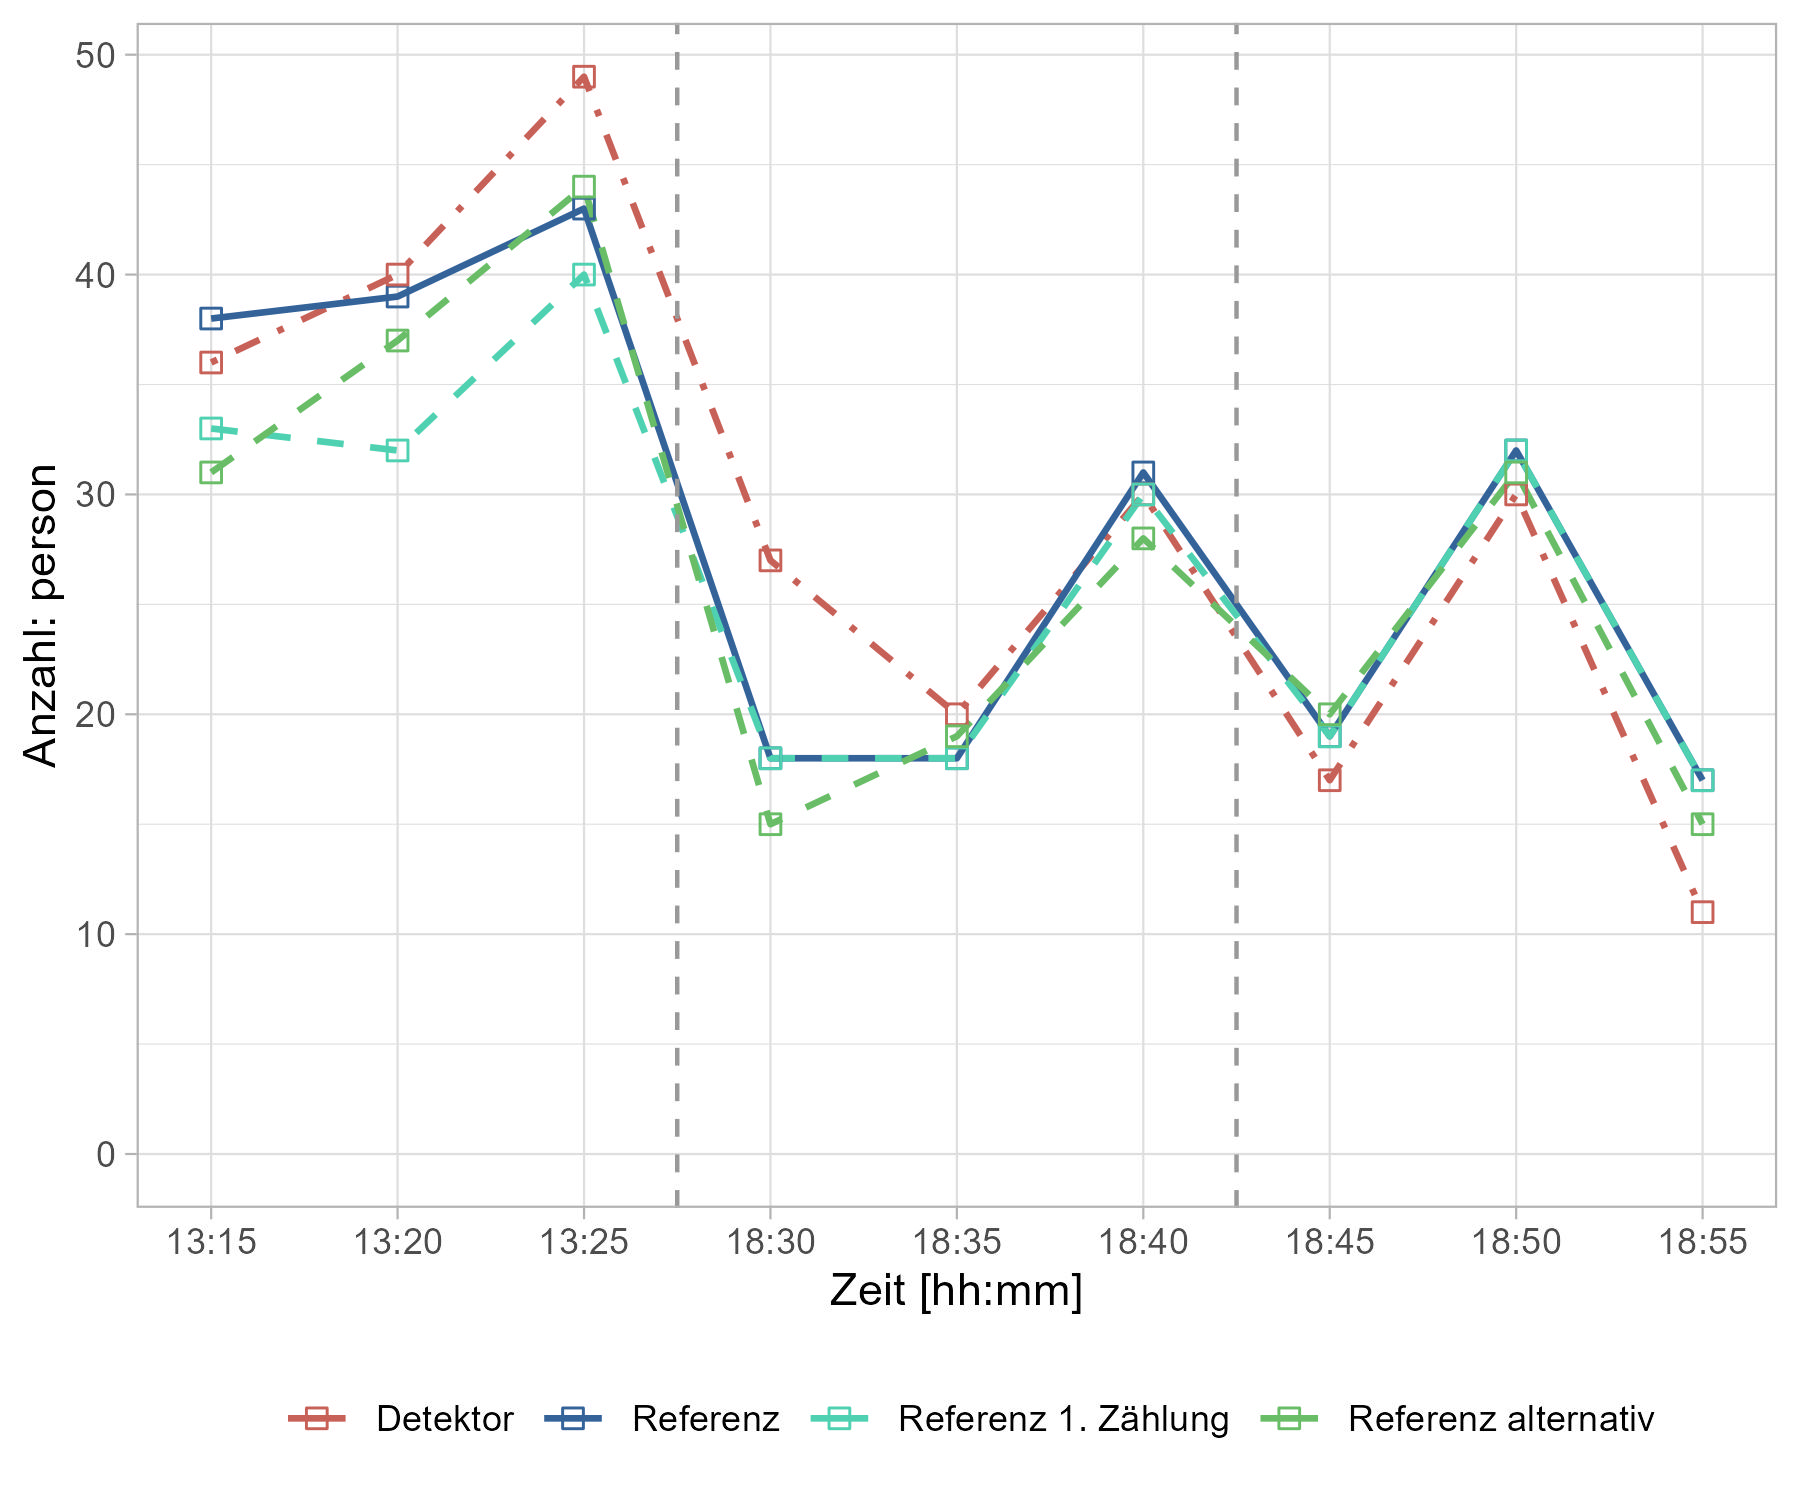 50
40
30
20
10
0
Anzahl: person
13:15 13:20 13:25 18:30 18:35 18:40 18:45 18:50 18:55
Zeit [hh:mm]
Detektor Referenz Referenz 1. Zählung Referenz alternativ